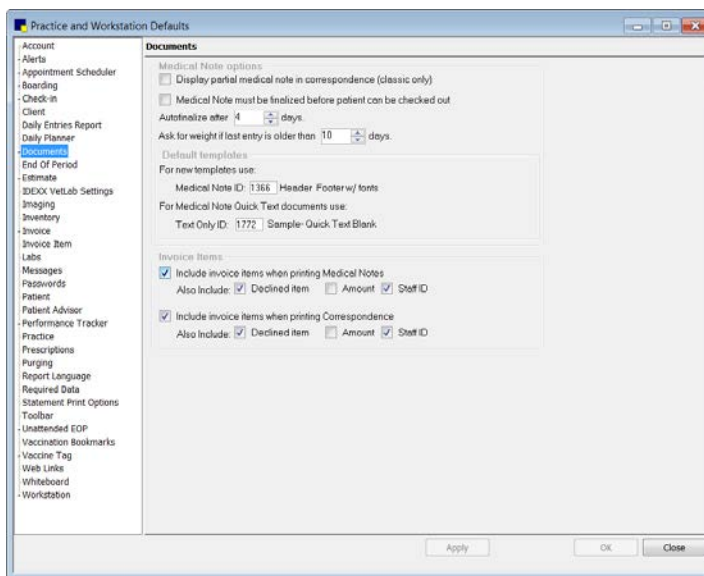 Practice and Workstation Defaults
Account
Alerts
Appointment Scheduler
Boarding
Check-in
Client
Daily Entries Report
Daily Planner
Documents
End Of Period
Estimate
IDEXX VetLab Settings
Imaging
Inventory
Invoice
Invoice Item
Labs
Messages
Passwords
Patient
Patient Advisor
Performance Tracker
Practice
Prescriptions
Purging
Report Language
Required Data
Statement Print Options
Toolbar
Unattended EOP
Vaccination Bookmarks
Vaccine Tag
Web Links
Whiteboard
Workstation
Documents
Medical Note options
Display partial medical note in correspondence (classic only)
Medical Note must be finalized before patient can be checked out
Autofinalize after 4 days.
Ask for weight if last entry is older than 10 days.
Default templates
For new templates use:
Medical Note ID: 1366 Header Footer w/ fonts
For Medical Note Quick Text documents use:
Text Only ID: 1772 Sample- Quick Text Blank
Invoice Items
Include invoice items when printing Medical Notes
Also Include: Declined item Amount Staff ID
Include invoice items when printing Correspondence
Also Include: Declined item Amount Staff ID
Apply OK Close